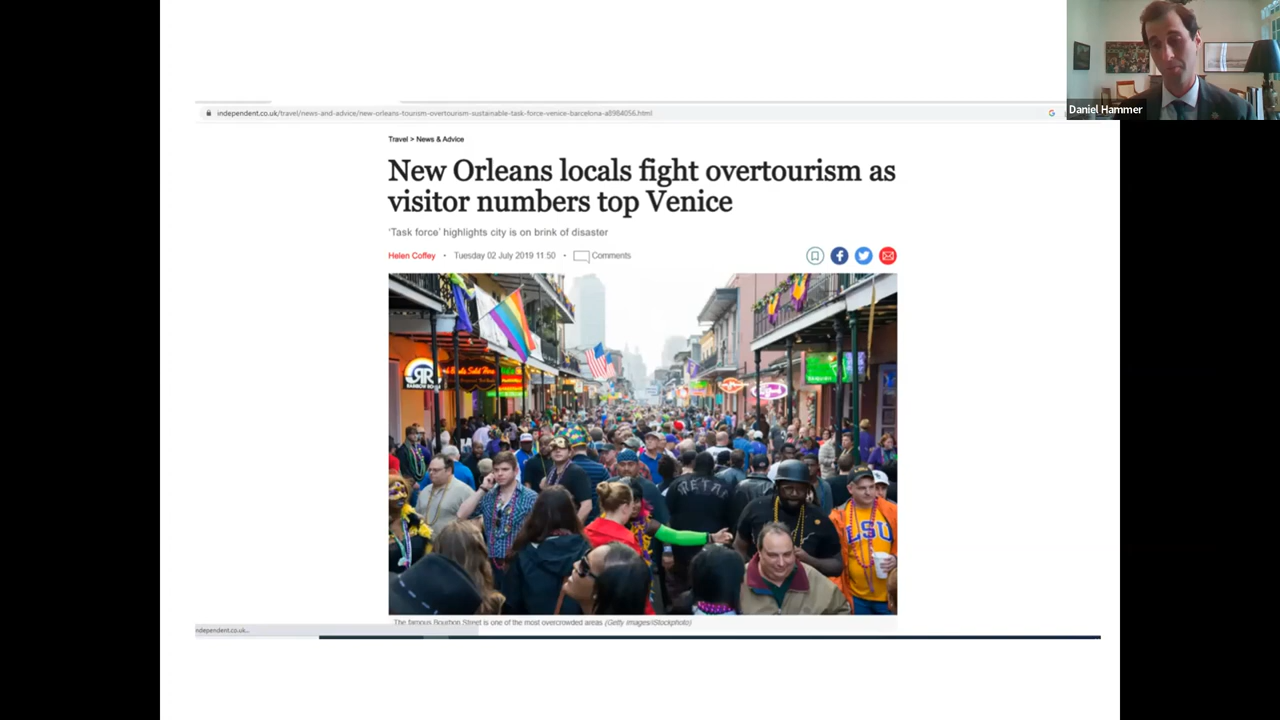 Daniel Hammer
independent.co.uk/travel/news-and-advice/new-orleans-tourism-overtourism-sustainable-task-force-venice-barcelona-a8984056.html
Travel > News & Advice
New Orleans locals fight overtourism as
visitor numbers top Venice
'Task force' highlights city is on brink of disaster
Helen Coffey • Tuesday 02 July 2019 11:50 • Comments
RETA
LSU
The famous Bourbon Street is one of the most overcrowded areas (Getty Images/iStockphoto)
independent.co.uk...